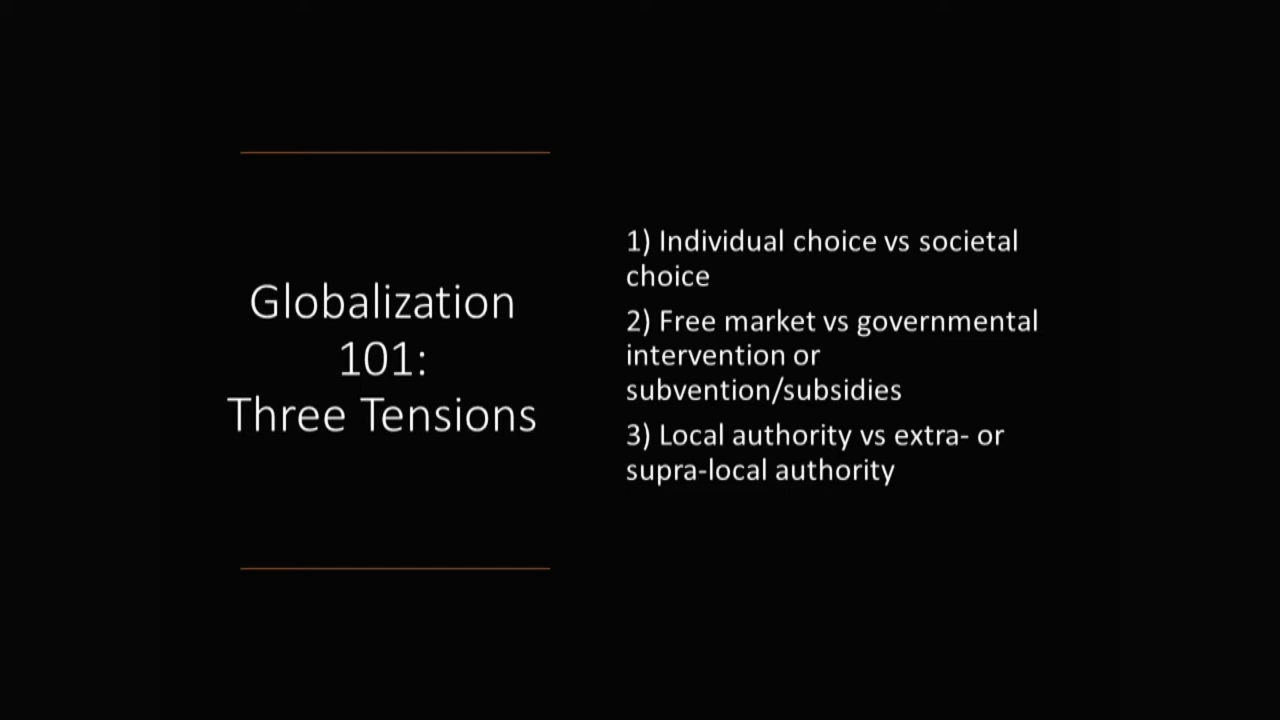 Globalization
101:
Three Tensions
1) Individual choice vs societal
choice
2) Free market vs governmental
intervention or
subvention/subsidies
3) Local authority vs extra- or
supra-local authority